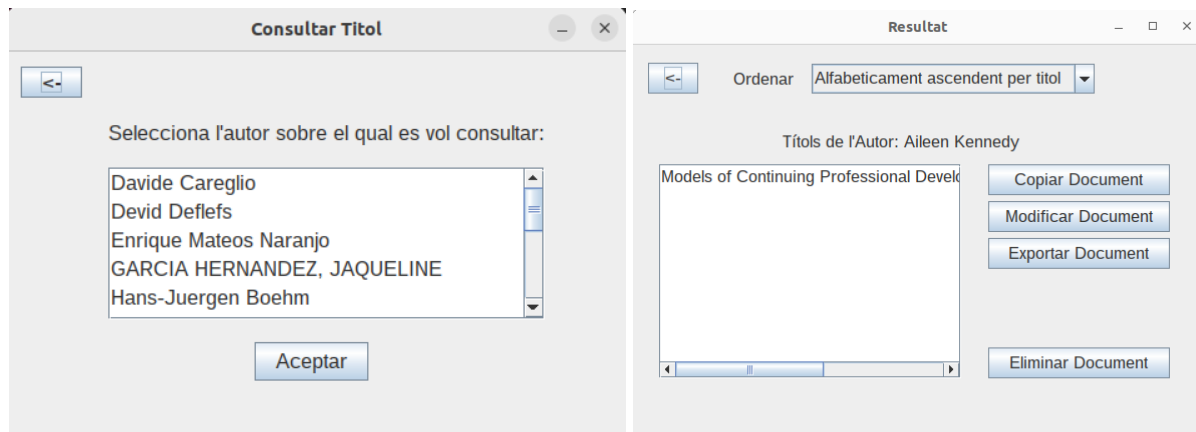 Consultar Titol
<-
Selecciona l'autor sobre el qual es vol consultar:
Davide Careglio
Devid Deflefs
Enrique Mateos Naranjo
GARCIA HERNANDEZ, JAQUELINE
Hans-Juergen Boehm
Aceptar
Resultat
<-
Ordenar
Alfabeticament ascendent per titol
Títols de l'Autor: Aileen Kennedy
Models of Continuing Professional Develo
Copiar Document
Modificar Document
Exportar Document
Eliminar Document